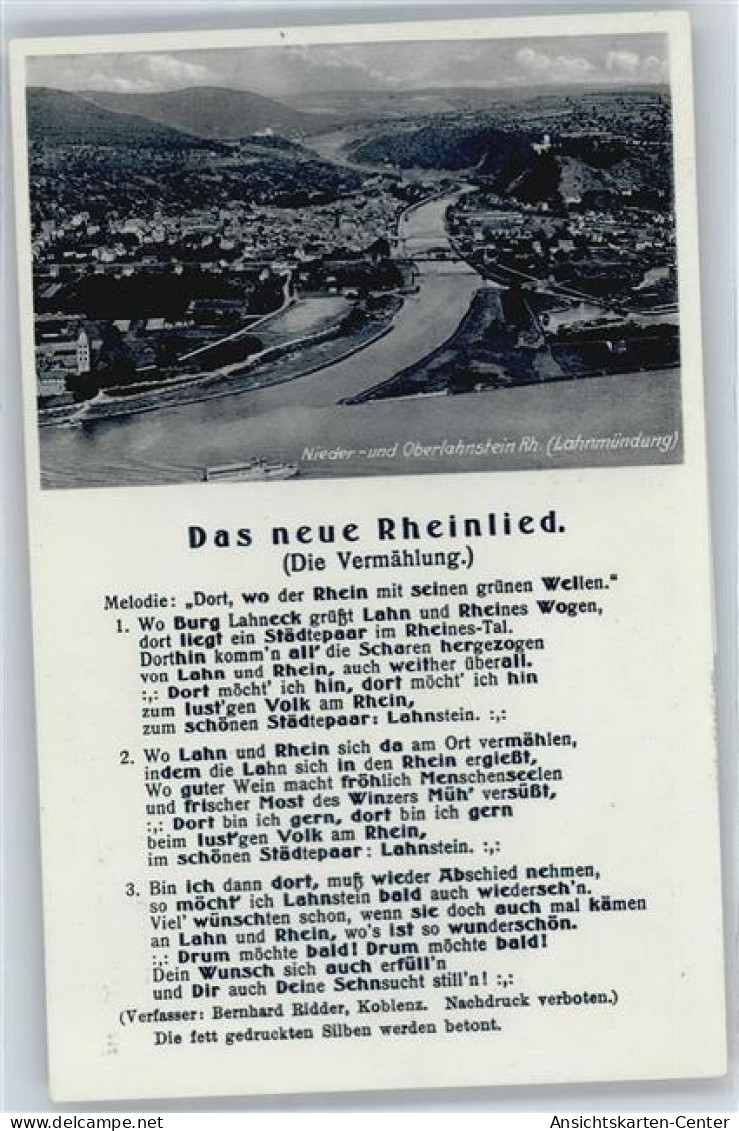 Nieder- und Oberlahnstein Rh. (Lahnmündung)
Das neue Rheinlied.
(Die Vermählung.)
Melodie: „Dort, wo der Rhein mit seinen grünen Wellen.“
1. Wo Burg Lahneck grüßt Lahn und Rheines Wogen,
dort liegt ein Städtepaar im Rheines-Tal.
Dorthin komm'n all' die Scharen hergezogen
von Lahn und Rhein, auch weither überall.
:,: Dort möcht' ich hin, dort möcht' ich hin
zum lust'gen Volk am Rhein,
zum schönen Städtepaar: Lahnstein. :,:
2. Wo Lahn und Rhein sich da am Ort vermählen,
indem die Lahn sich in den Rhein ergießt,
Wo guter Wein macht fröhlich Menschenseelen
und frischer Most des Winzers Müh' versüßt,
:,: Dort bin ich gern, dort bin ich gern
beim lust'gen Volk am Rhein,
im schönen Städtepaar: Lahnstein. :,:
3. Bin ich dann dort, muß wieder Abschied nehmen,
so möcht' ich Lahnstein bald auch wiederseh'n.
Viel' wünschten schon, wenn sie doch auch mal kämen
an Lahn und Rhein, wo's ist so wunderschön.
:,: Drum möchte bald! Drum möchte bald!
Dein Wunsch sich auch erfüll'n
und Dir auch Deine Sehnsucht still'n! :,:
(Verfasser: Bernhard Ridder, Koblenz. Nachdruck verboten.)
Die fett gedruckten Silben werden betont.
Ansichtskarten-Center